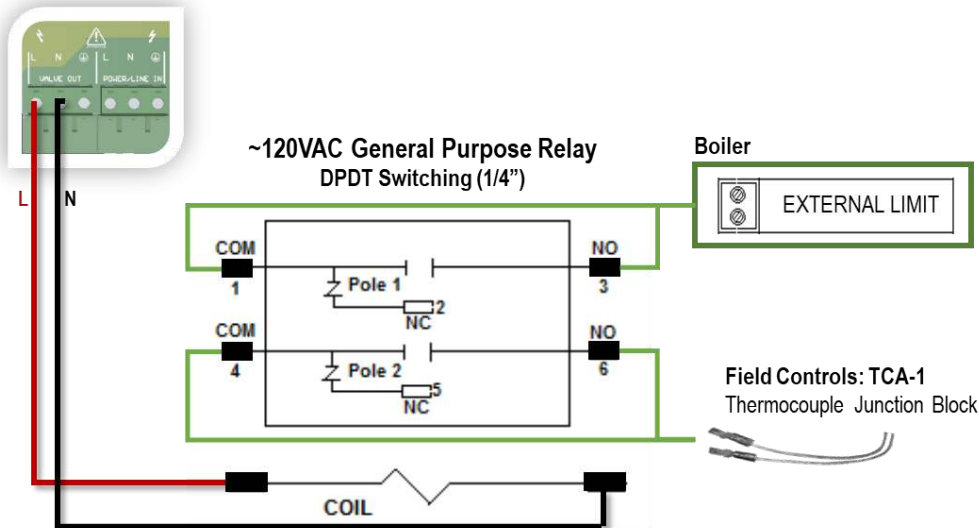 L N L N
VALVE OUT POWER/LINE IN
L N
~120VAC General Purpose Relay
DPDT Switching (1/4”)
Boiler
EXTERNAL LIMIT
COM
1
NO
3
Pole 1
2
NC
COM
4
NO
6
Pole 2
5
NC
Field Controls: TCA-1
Thermocouple Junction Block
COIL